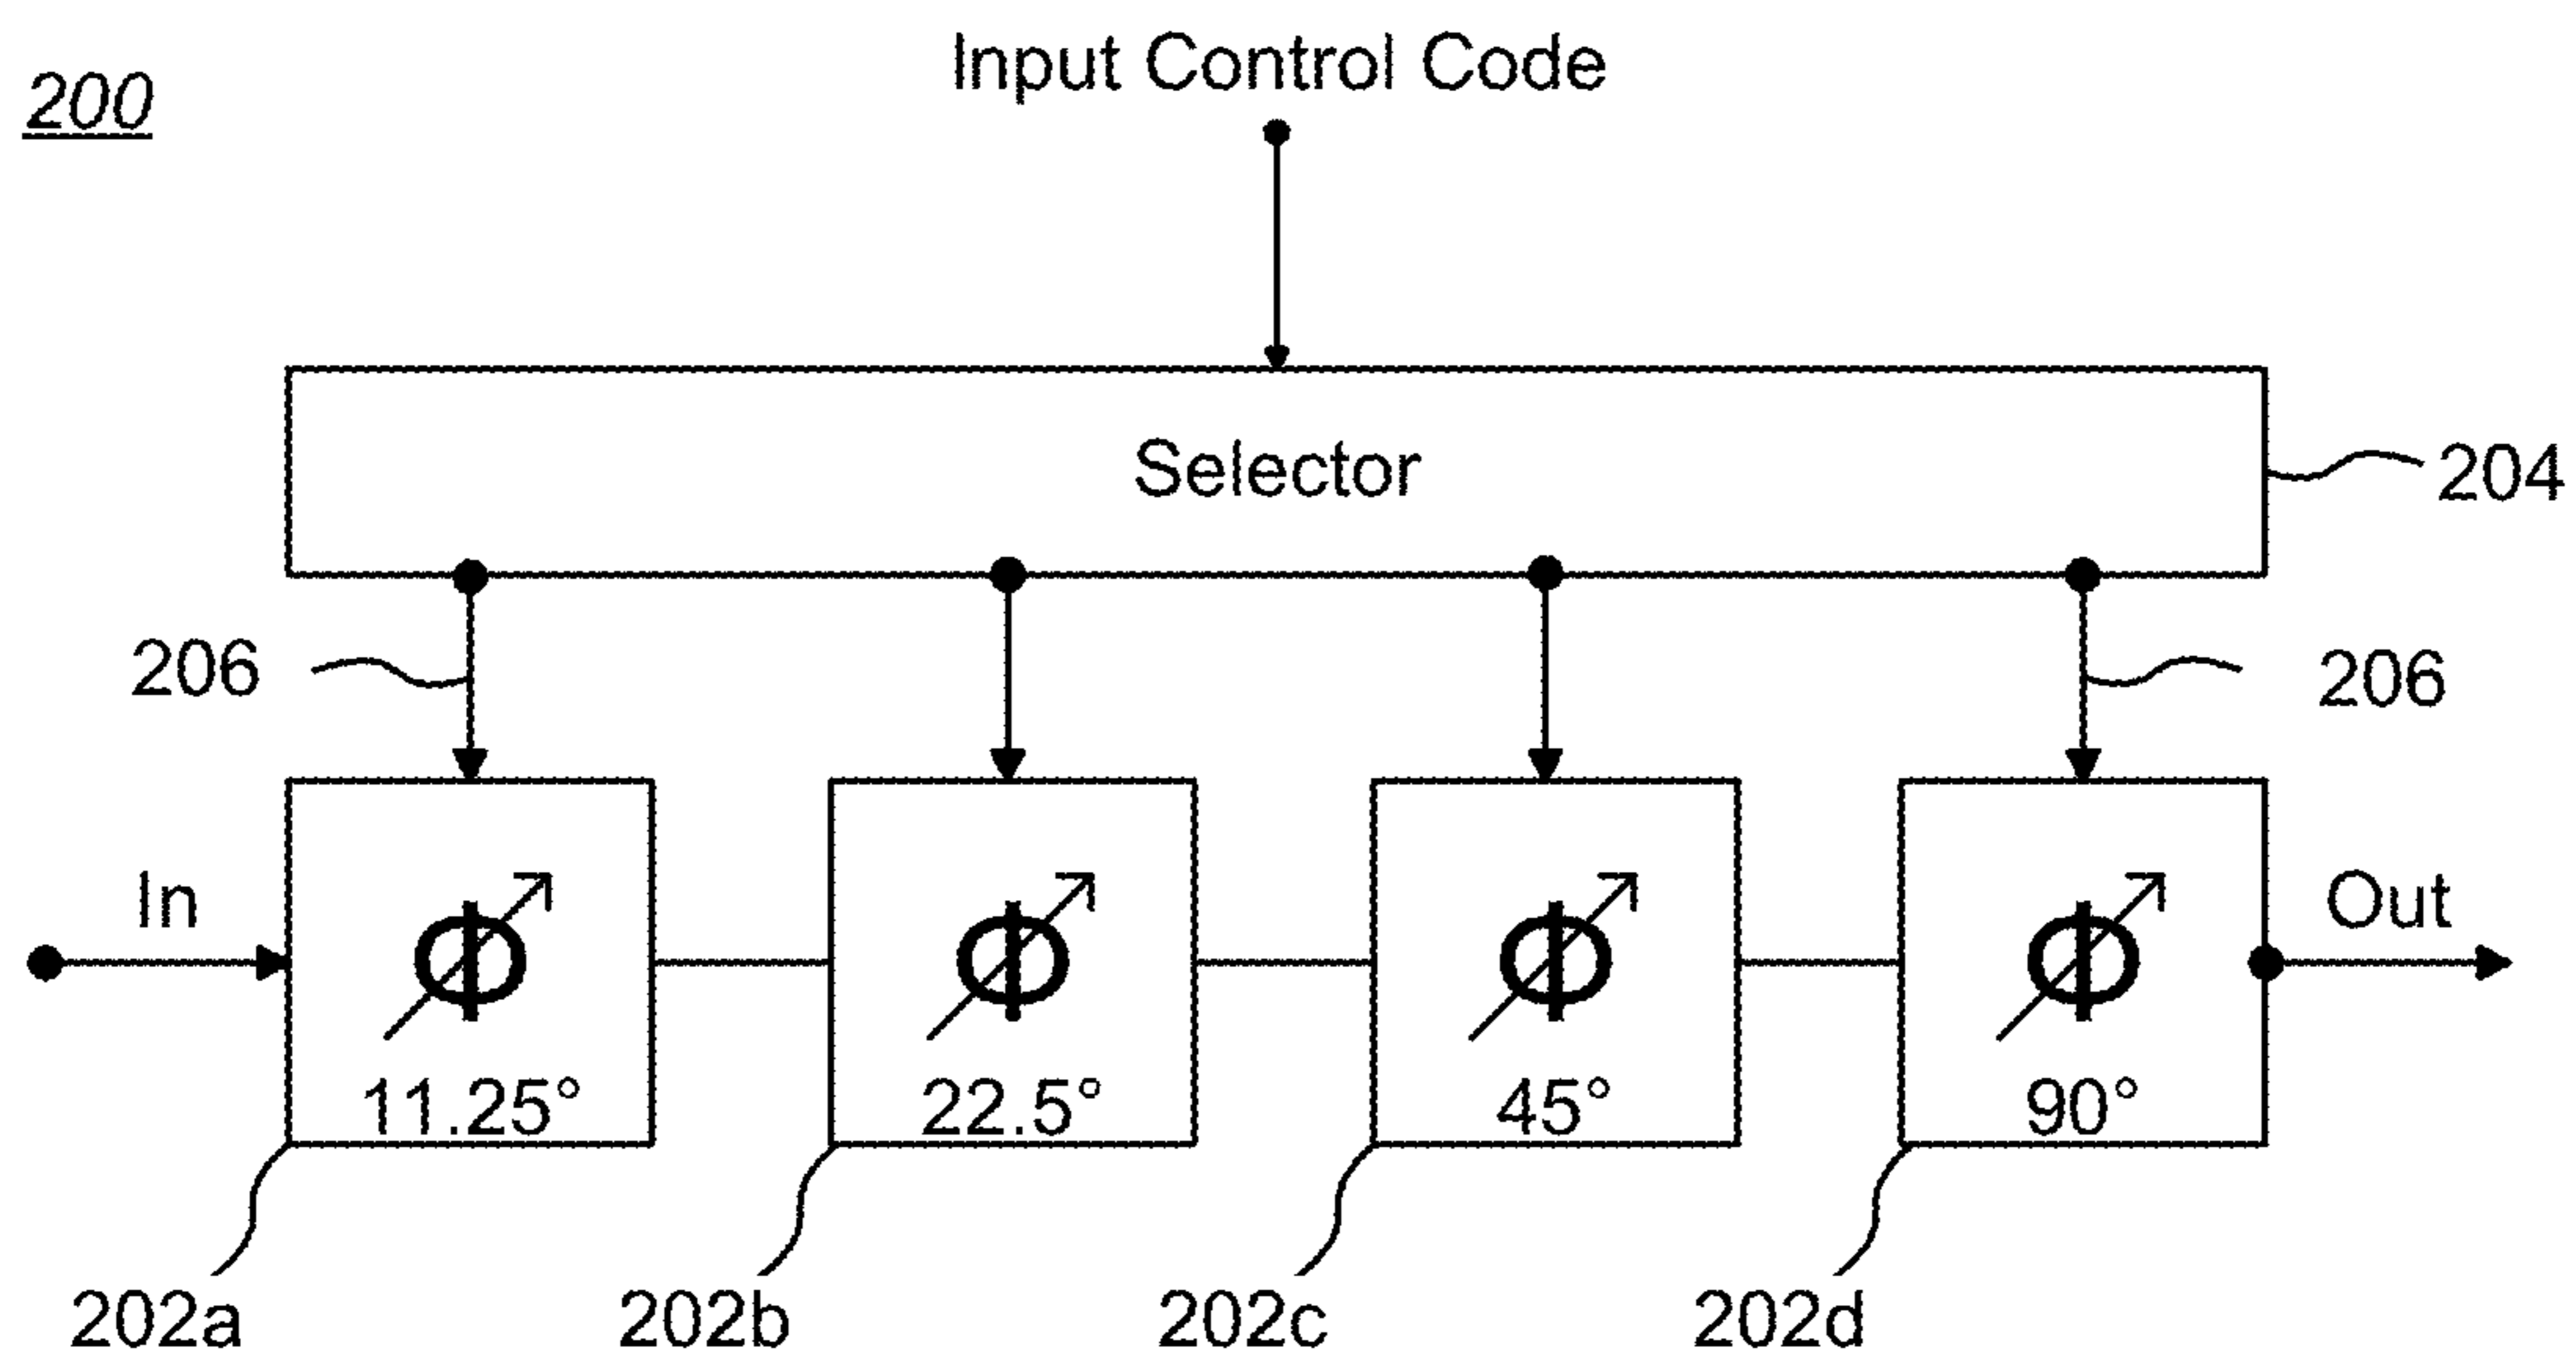 Input Control Code
200
Selector
204
206
206
In
Out
Φ
Φ
Φ
Φ
11.25°
22.5°
45°
90°
202a
202b
202c
202d